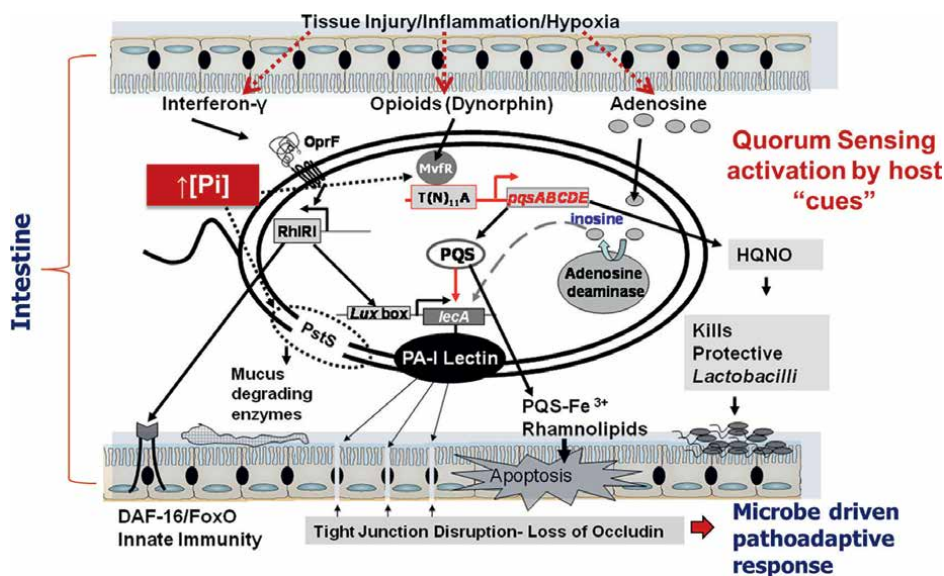 Tissue Injury/Inflammation/Hypoxia
Interferon-γ
Opioids (Dynorphin)
Adenosine
Quorum Sensing
activation by host
“cues”
OprF
MvfR
↑[Pi]
T(N)₁₁A
pqsABCDE
RhlRI
inosine
PQS
HQNO
Adenosine
deaminase
Intestine
Lux box
lecA
PstS
PA-I Lectin
Kills
Protective
Lactobacilli
Mucus
degrading
enzymes
PQS-Fe³⁺
Rhamnolipids
Apoptosis
DAF-16/FoxO
Innate Immunity
Tight Junction Disruption- Loss of Occludin
Microbe driven
pathoadaptive
response